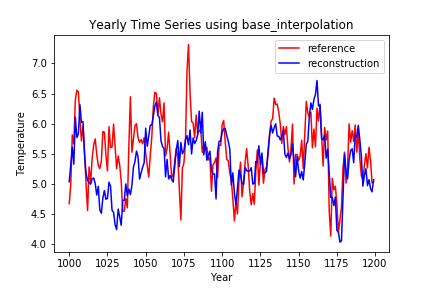 Yearly Time Series using base_interpolation
reference
reconstruction
Temperature
7.0
6.5
6.0
5.5
5.0
4.5
4.0
1000 1025 1050 1075 1100 1125 1150 1175 1200
Year